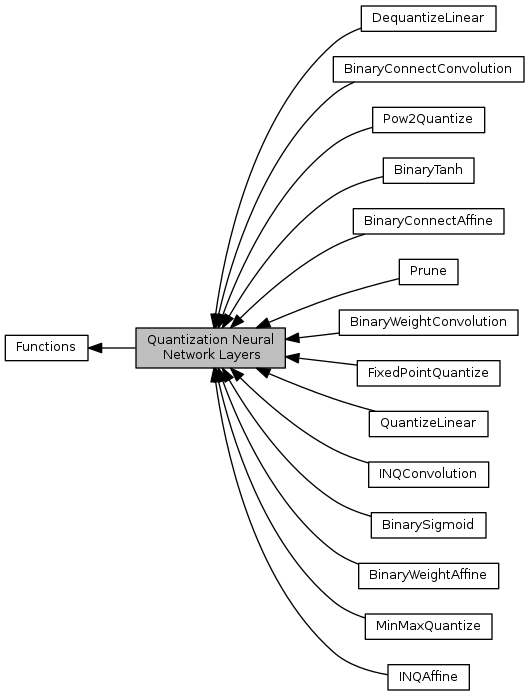 DequantizeLinear
BinaryConnectConvolution
Pow2Quantize
BinaryTanh
BinaryConnectAffine
Prune
BinaryWeightConvolution
Functions
Quantization Neural
Network Layers
FixedPointQuantize
QuantizeLinear
INQConvolution
BinarySigmoid
BinaryWeightAffine
MinMaxQuantize
INQAffine